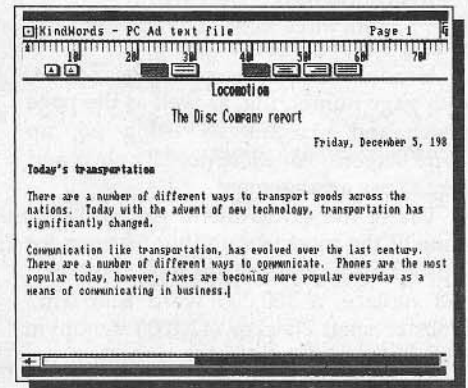 KindWords - PC Ad text file Page 1
10 20 30 40 50 60 70
Locomotion
The Disc Company report
Friday, December 5, 198
Today's transportation
There are a number of different ways to transport goods across the
nations. Today with the advent of new technology, transportation has
significantly changed.
Communication like transportation, has evolved over the last century.
There are a number of different ways to communicate. Phones are the most
popular today, however, faxes are becoming more popular everyday as a
means of communicating in business.